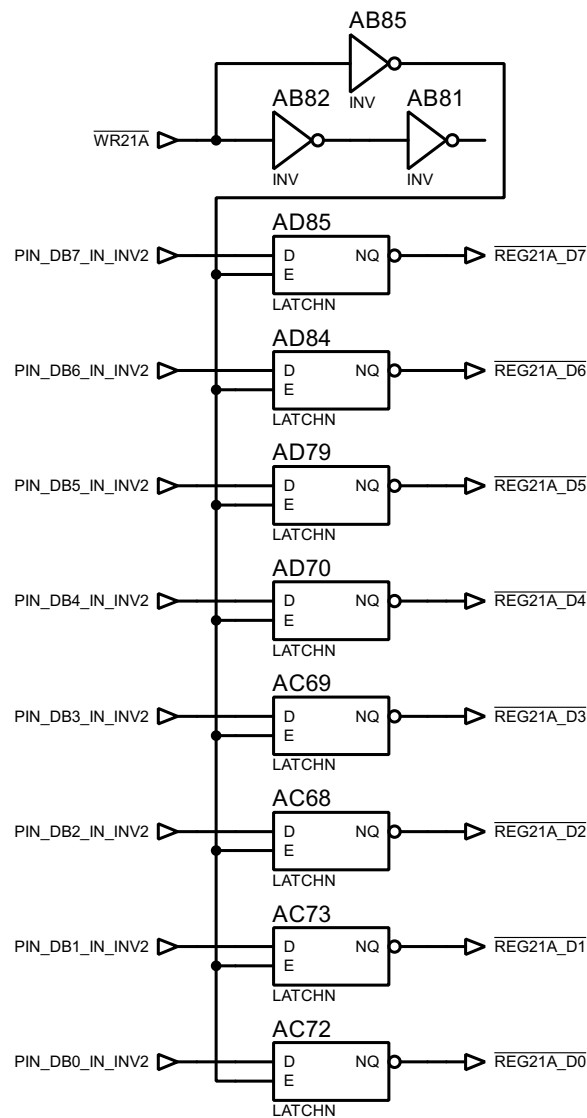 AB85
INV
AB82
AB81
WR21A
INV
INV
AD85
PIN_DB7_IN_INV2
D
NQ
REG21A_D7
E
LATCHN
AD84
PIN_DB6_IN_INV2
D
NQ
REG21A_D6
E
LATCHN
AD79
PIN_DB5_IN_INV2
D
NQ
REG21A_D5
E
LATCHN
AD70
PIN_DB4_IN_INV2
D
NQ
REG21A_D4
E
LATCHN
AC69
PIN_DB3_IN_INV2
D
NQ
REG21A_D3
E
LATCHN
AC68
PIN_DB2_IN_INV2
D
NQ
REG21A_D2
E
LATCHN
AC73
PIN_DB1_IN_INV2
D
NQ
REG21A_D1
E
LATCHN
AC72
PIN_DB0_IN_INV2
D
NQ
REG21A_D0
E
LATCHN